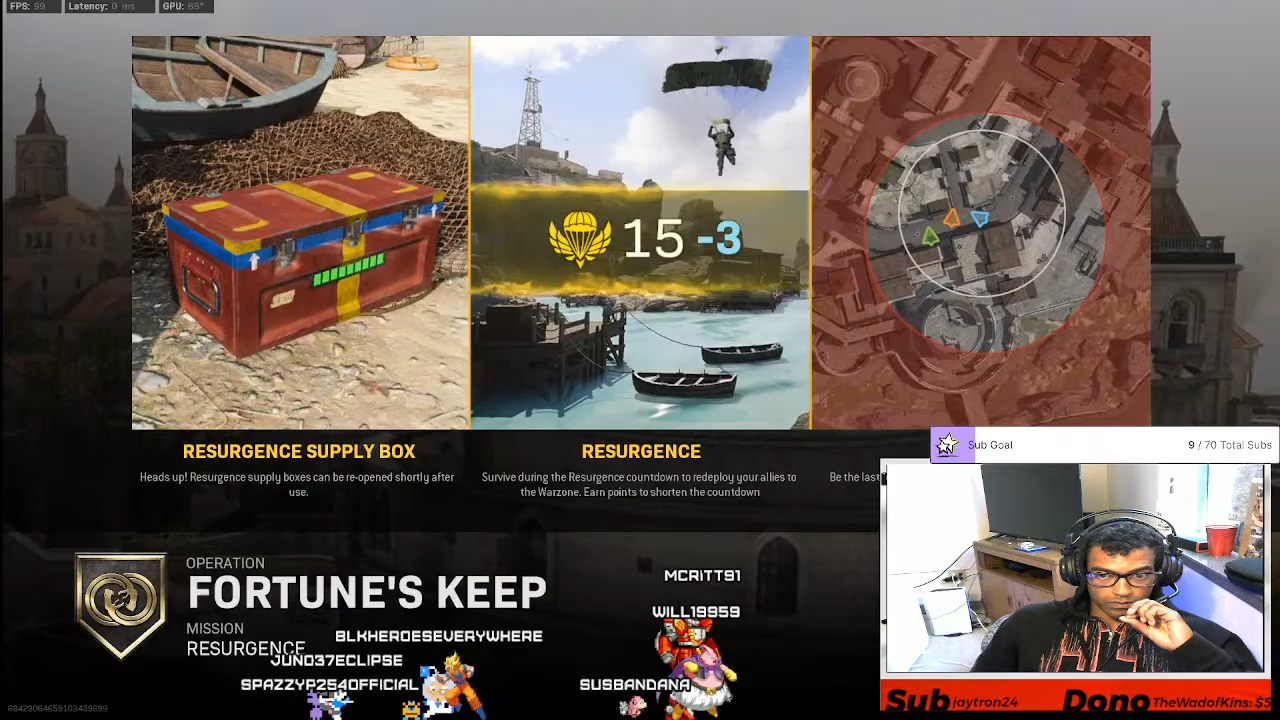 FPS: 99 Latency: 0 ms GPU: 65°
15 -3
Sub Goal 9 / 70 Total Subs
RESURGENCE SUPPLY BOX
Heads up! Resurgence supply boxes can be re-opened shortly after
use.
RESURGENCE
Survive during the Resurgence countdown to redeploy your allies to
the Warzone. Earn points to shorten the countdown
Be the last
OPERATION
FORTUNE'S KEEP
MISSION
RESURGENCE
MCRITT91
WILL19959
BLKHEROESEVERYWHERE
JUNO37ECLIPSE
SPAZZYP254OFFICIAL
SUSBANDANA
Sub jaytron24 Dono TheWadofKins: $5
68423064659103439699